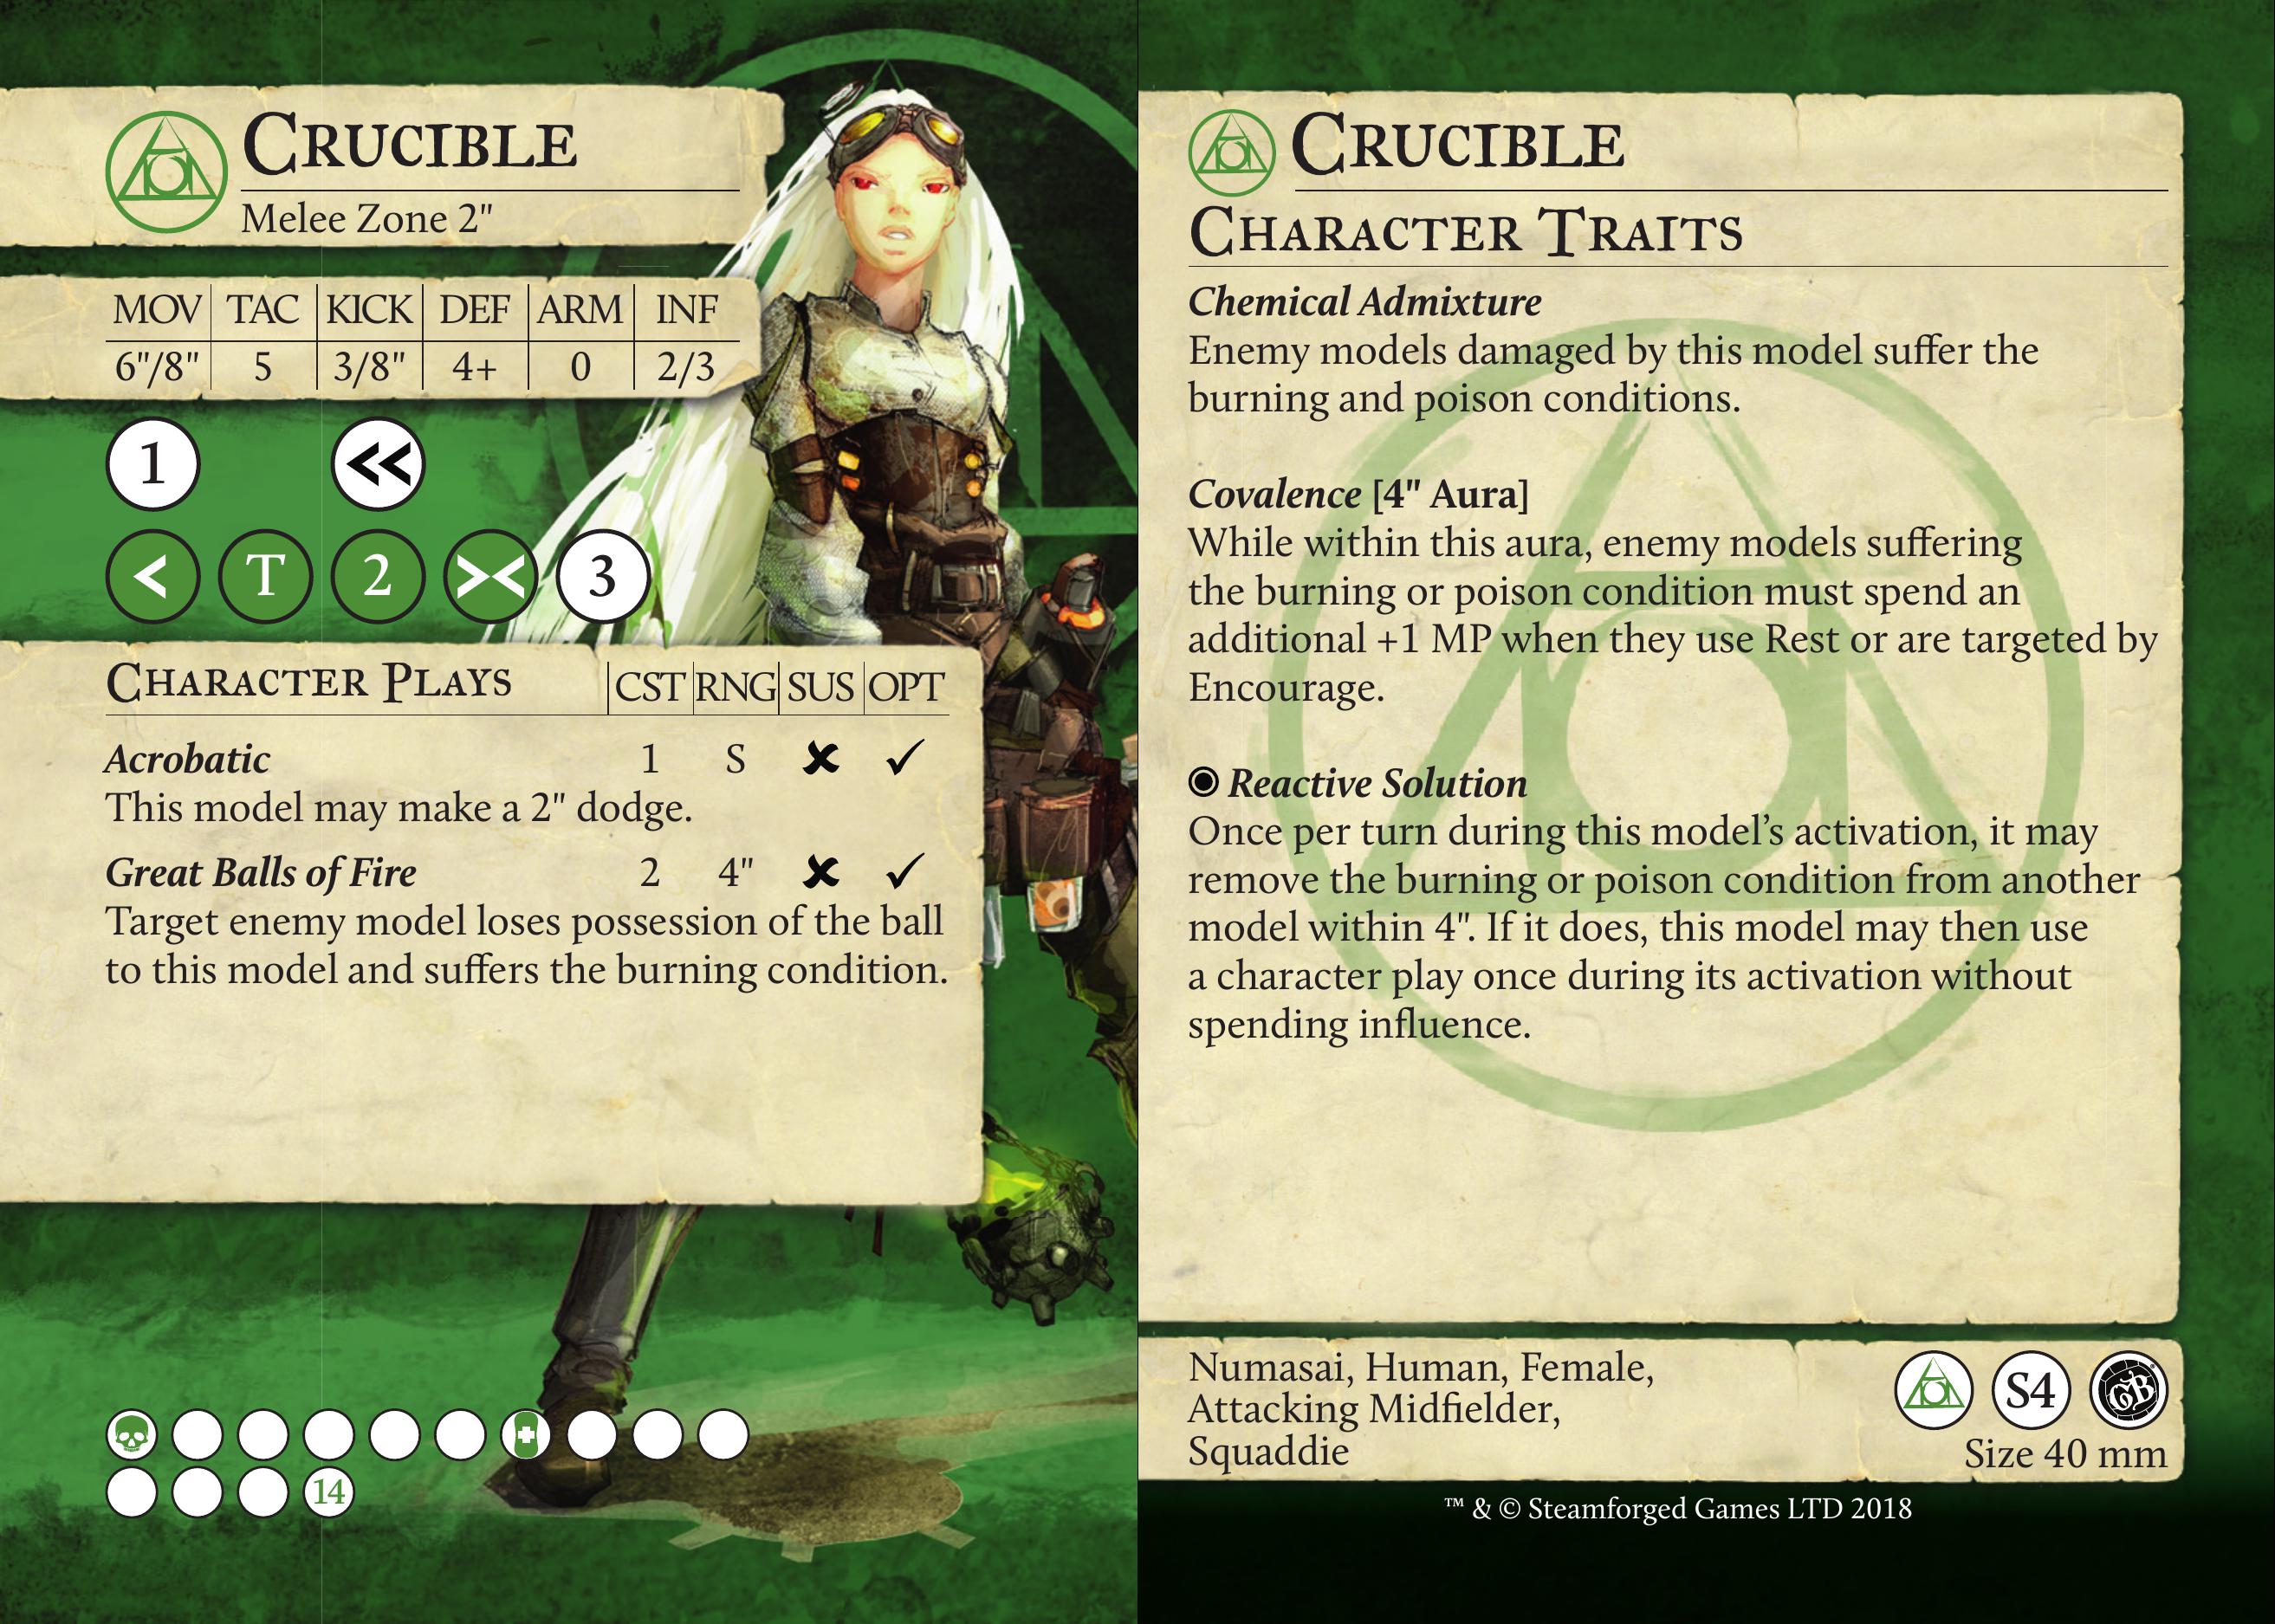 Crucible
Melee Zone 2"
MOV TAC KICK DEF ARM INF
6"/8" 5 3/8" 4+ 0 2/3
1 <<
< T 2 >< 3
Character Plays CST RNG SUS OPT
Acrobatic 1 S ✘ ✓
This model may make a 2" dodge.
Great Balls of Fire 2 4" ✘ ✓
Target enemy model loses possession of the ball
to this model and suffers the burning condition.
14
Crucible
Character Traits
Chemical Admixture
Enemy models damaged by this model suffer the
burning and poison conditions.
Covalence [4" Aura]
While within this aura, enemy models suffering
the burning or poison condition must spend an
additional +1 MP when they use Rest or are targeted by
Encourage.
Reactive Solution
Once per turn during this model’s activation, it may
remove the burning or poison condition from another
model within 4". If it does, this model may then use
a character play once during its activation without
spending influence.
Numasai, Human, Female,
Attacking Midfielder,
Squaddie
S4 GB
Size 40 mm
™ & © Steamforged Games LTD 2018